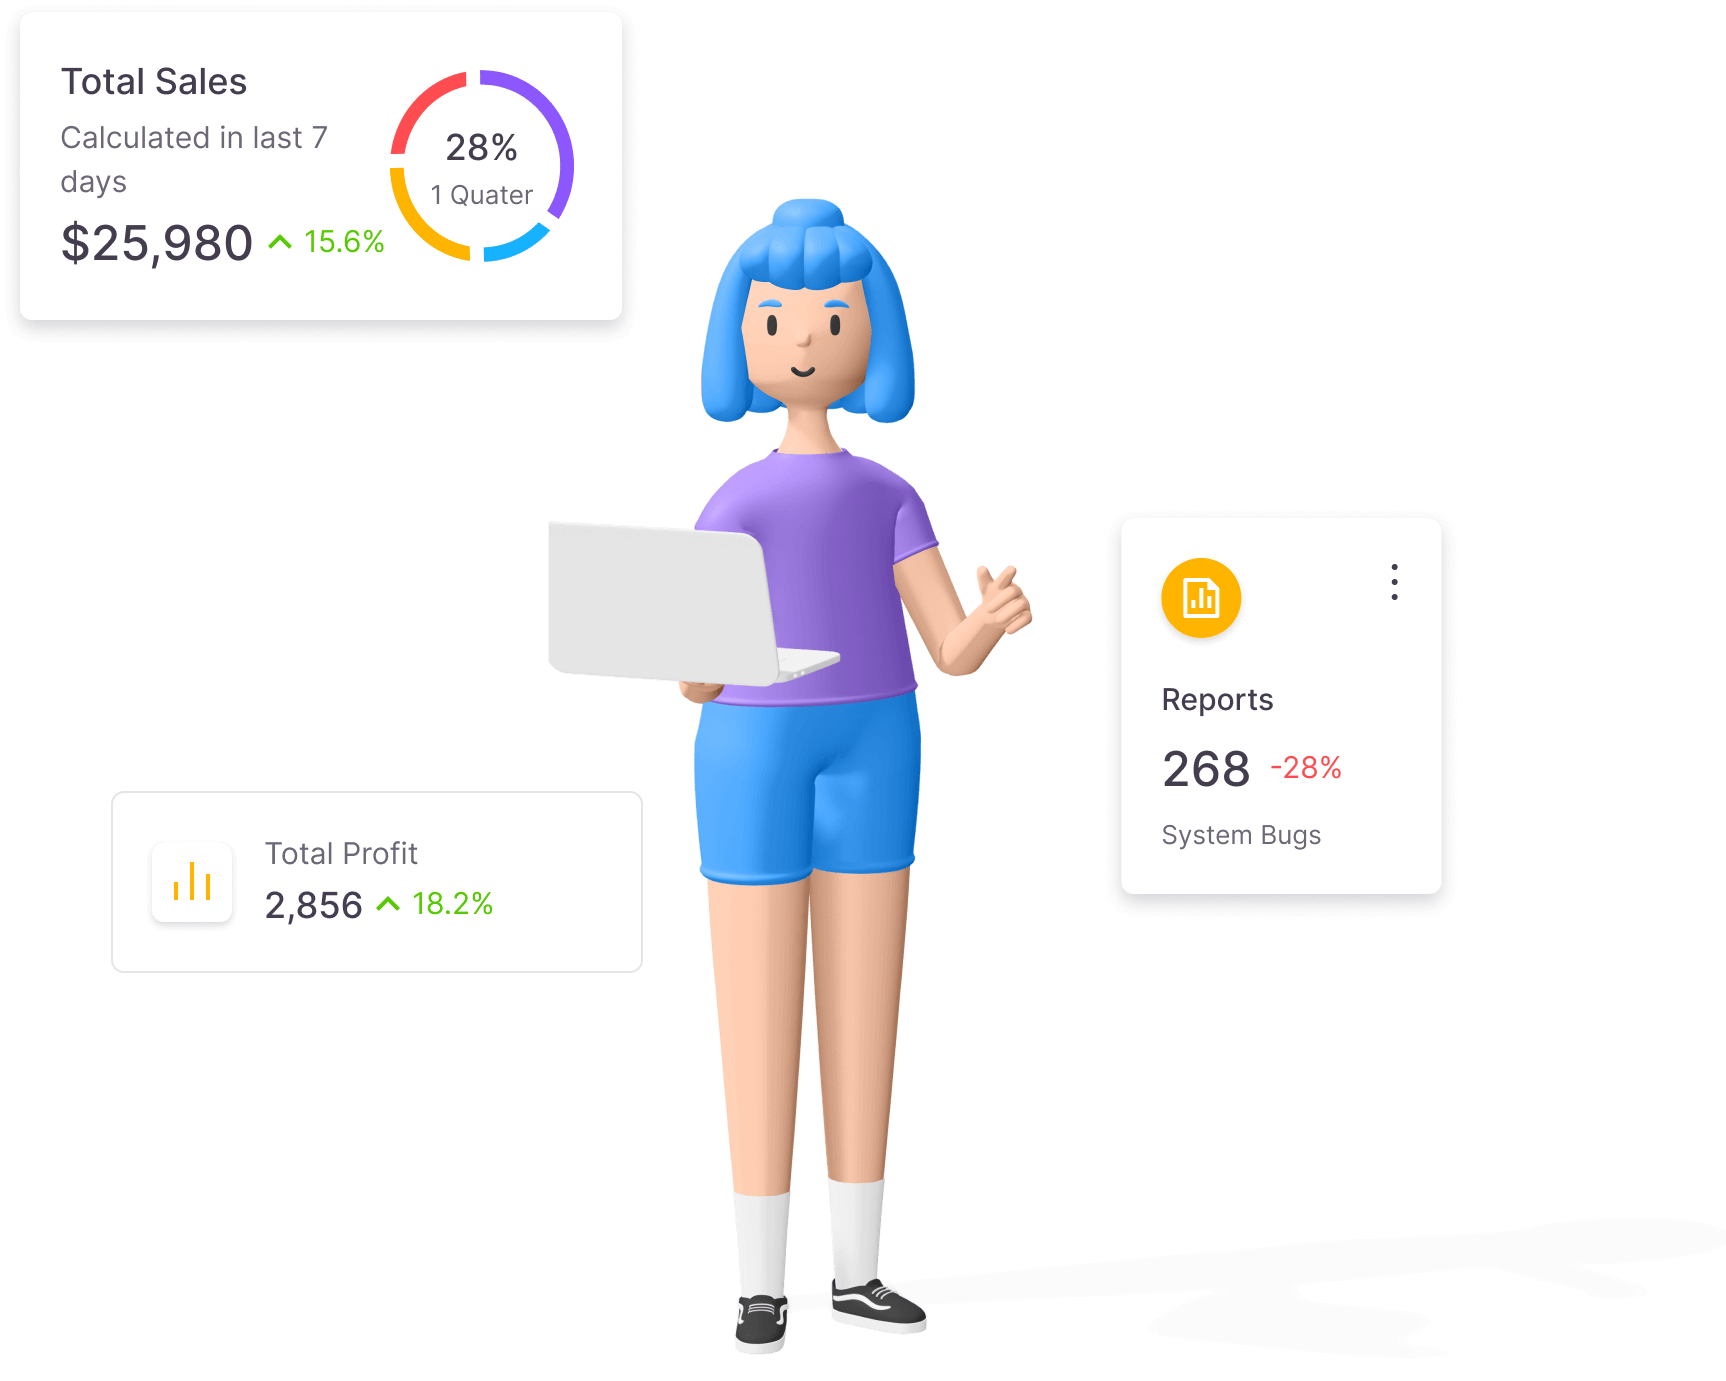 Total Sales
Calculated in last 7
days
$25,980 15.6%
28%
1 Quater
Reports
268 -28%
System Bugs
Total Profit
2,856 18.2%